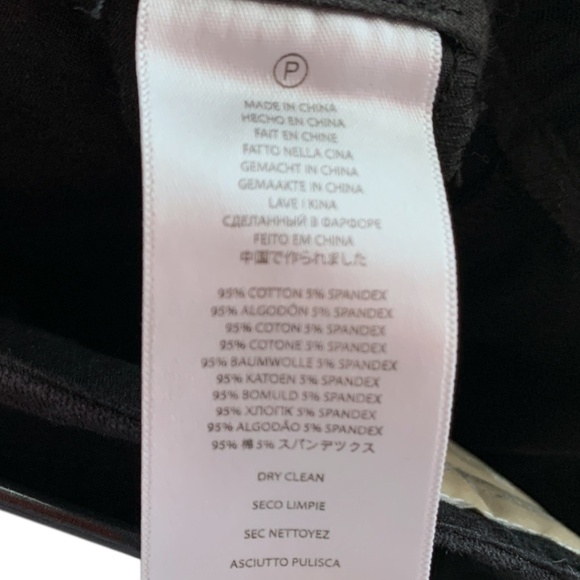 P
MADE IN CHINA
HECHO EN CHINA
FAIT EN CHINE
FATTO NELLA CINA
GEMACHT IN CHINA
GEMAAKTE IN CHINA
LAVE I KINA
СДЕЛАННЫЙ В ФАРФОРЕ
FEITO EM CHINA
中国で作られました
95% COTTON 5% SPANDEX
95% ALGODÓN 5% SPANDEX
95% COTON 5% SPANDEX
95% COTONE 5% SPANDEX
95% BAUMWOLLE 5% SPANDEX
95% KATOEN 5% SPANDEX
95% BOMULD 5% SPANDEX
95% ХЛОПК 5% SPANDEX
95% ALGODÃO 5% SPANDEX
95% 棉 5% スパンデックス
DRY CLEAN
SECO LIMPIE
SEC NETTOYEZ
ASCIUTTO PULISCA